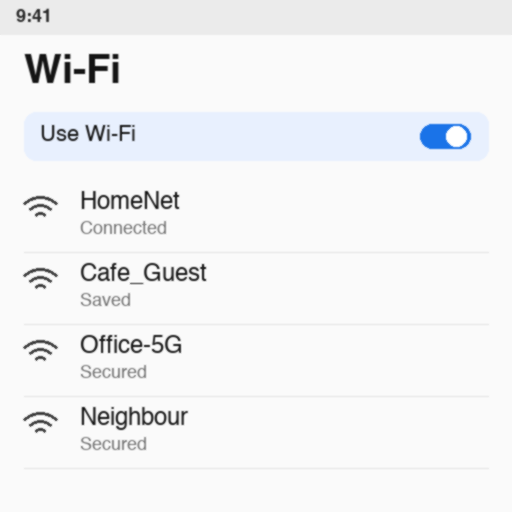 9:41
Wi-Fi
Use Wi-Fi
HomeNet
Connected
Cafe_Guest
Saved
Office-5G
Secured
Neighbour
Secured